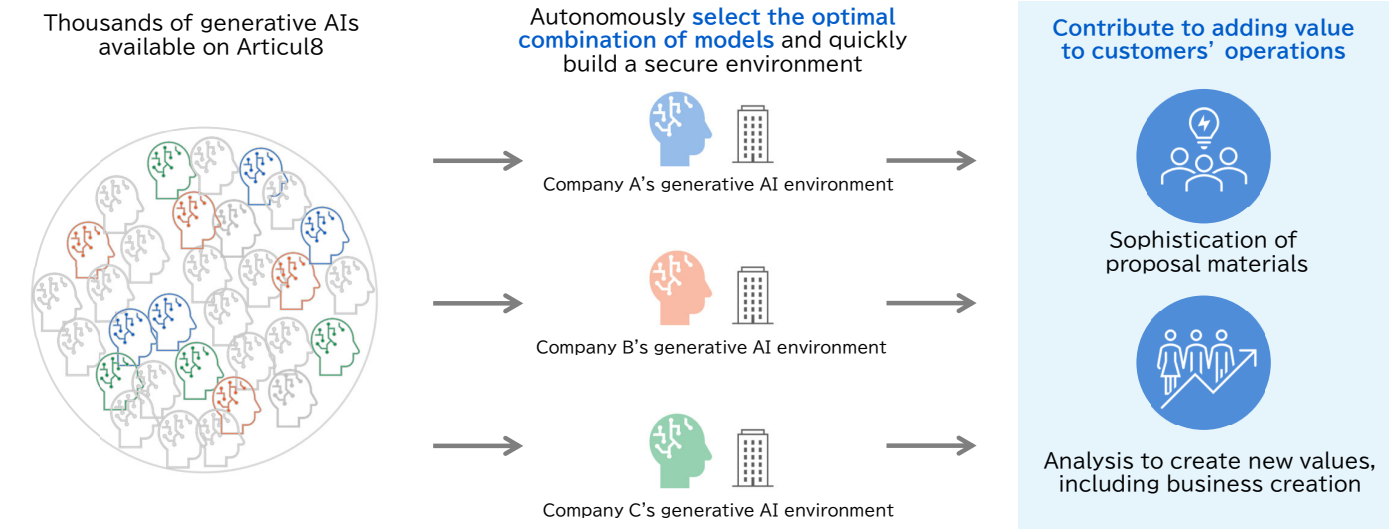 Thousands of generative AIs
available on Articul8
Autonomously select the optimal
combination of models and quickly
build a secure environment
Company A's generative AI environment
Company B's generative AI environment
Company C's generative AI environment
Contribute to adding value
to customers' operations
Sophistication of
proposal materials
Analysis to create new values,
including business creation